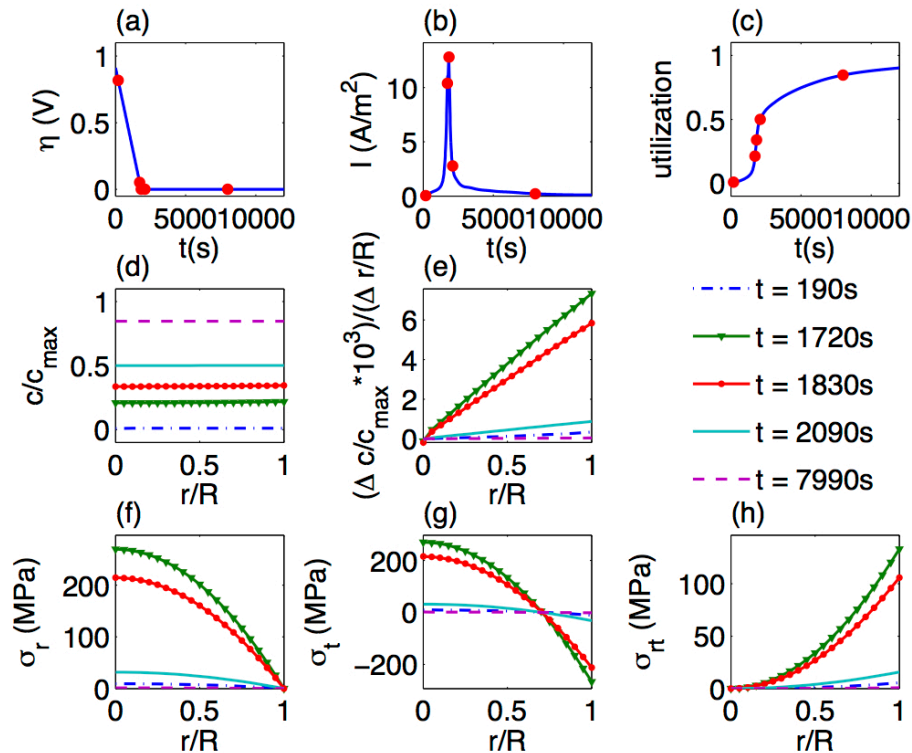 (a)
1
0.5
0
η (V)
0 5000 10000
t(s)
(b)
10
5
0
I (A/m²)
0 5000 10000
t(s)
(c)
1
0.5
0
utilization
0 5000 10000
t(s)
(d)
1
0.5
0
c/c_max
0 0.5 1
r/R
(e)
6
4
2
0
(Δ c/c_max*10³)/(Δ r/R)
0 0.5 1
r/R
t = 190s
t = 1720s
t = 1830s
t = 2090s
t = 7990s
(f)
200
100
0
σ_r (MPa)
0 0.5 1
r/R
(g)
200
0
−200
σ_t (MPa)
0 0.5 1
r/R
(h)
100
50
0
σ_rt (MPa)
0 0.5 1
r/R